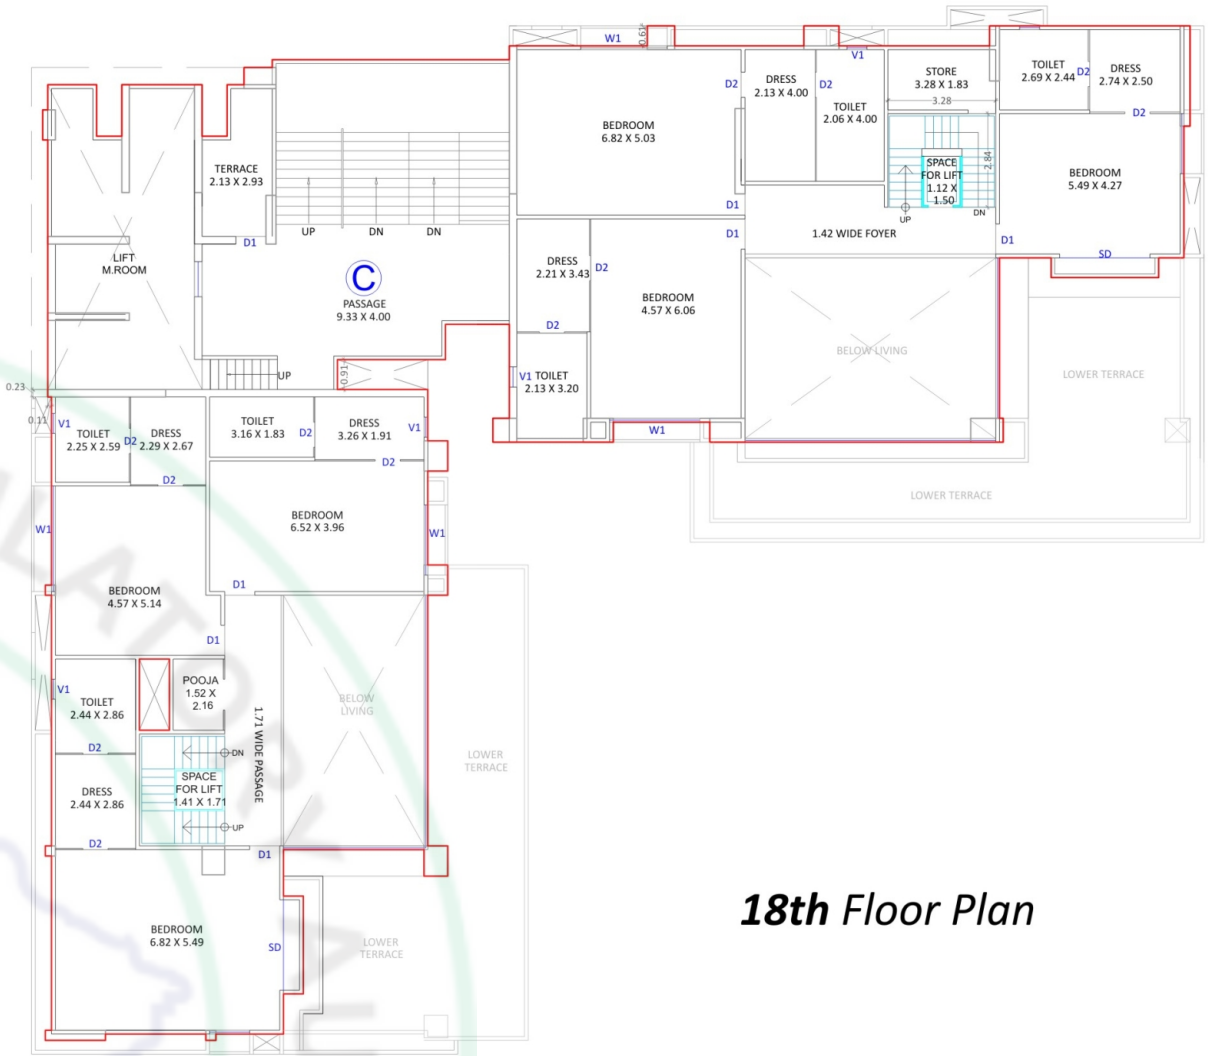 W1
0.61
V1
TOILET
2.69 X 2.44
D2
DRESS
2.74 X 2.50
D2
DRESS
2.13 X 4.00
D2
D2
TOILET
2.06 X 4.00
STORE
3.28 X 1.83
3.28
BEDROOM
6.82 X 5.03
D1
SPACE
FOR LIFT
1.12 X
1.50
2.84
UP
DN
BEDROOM
5.49 X 4.27
D1
SD
1.42 WIDE FOYER
TERRACE
2.13 X 2.93
D1
UP
DN
DN
LIFT
M.ROOM
C
PASSAGE
9.33 X 4.00
UP
0.91
D1
DRESS
2.21 X 3.43
D2
D2
BEDROOM
4.57 X 6.06
V1
TOILET
2.13 X 3.20
W1
BELOW LIVING
LOWER TERRACE
LOWER TERRACE
0.23
0.11
V1
TOILET
2.25 X 2.59
D2
DRESS
2.29 X 2.67
D2
TOILET
3.16 X 1.83
D2
DRESS
3.26 X 1.91
V1
D2
BEDROOM
6.52 X 3.96
W1
W1
D1
BEDROOM
4.57 X 5.14
D1
V1
TOILET
2.44 X 2.86
D2
POOJA
1.52 X
2.16
1.71 WIDE PASSAGE
BELOW
LIVING
LOWER
TERRACE
DN
SPACE
FOR LIFT
1.41 X 1.71
UP
DRESS
2.44 X 2.86
D2
D1
BEDROOM
6.82 X 5.49
SD
LOWER
TERRACE
18th Floor Plan